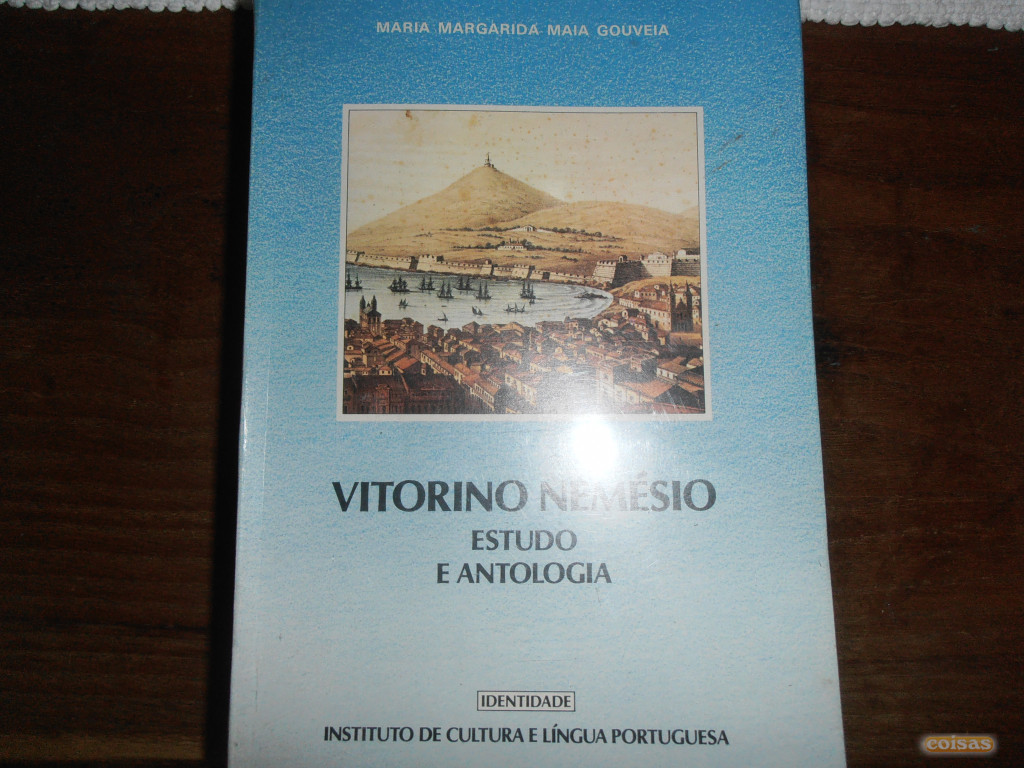 MARIA MARGARIDA MAIA GOUVEIA
VITORINO NEMÉSIO
ESTUDO
E ANTOLOGIA
IDENTIDADE
INSTITUTO DE CULTURA E LÍNGUA PORTUGUESA
coisas